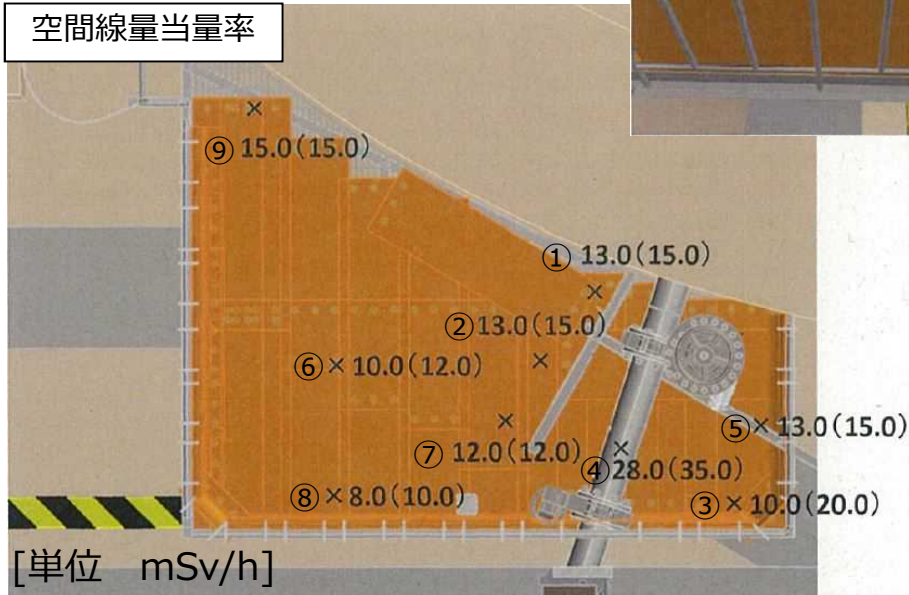 空間線量当量率
⑨ 15.0(15.0)
① 13.0(15.0)
② 13.0(15.0)
⑥ × 10.0(12.0)
⑤ × 13.0(15.0)
⑦ 12.0(12.0)
④ 28.0(35.0)
⑧ × 8.0(10.0)
③ × 10.0(20.0)
[単位 mSv/h]